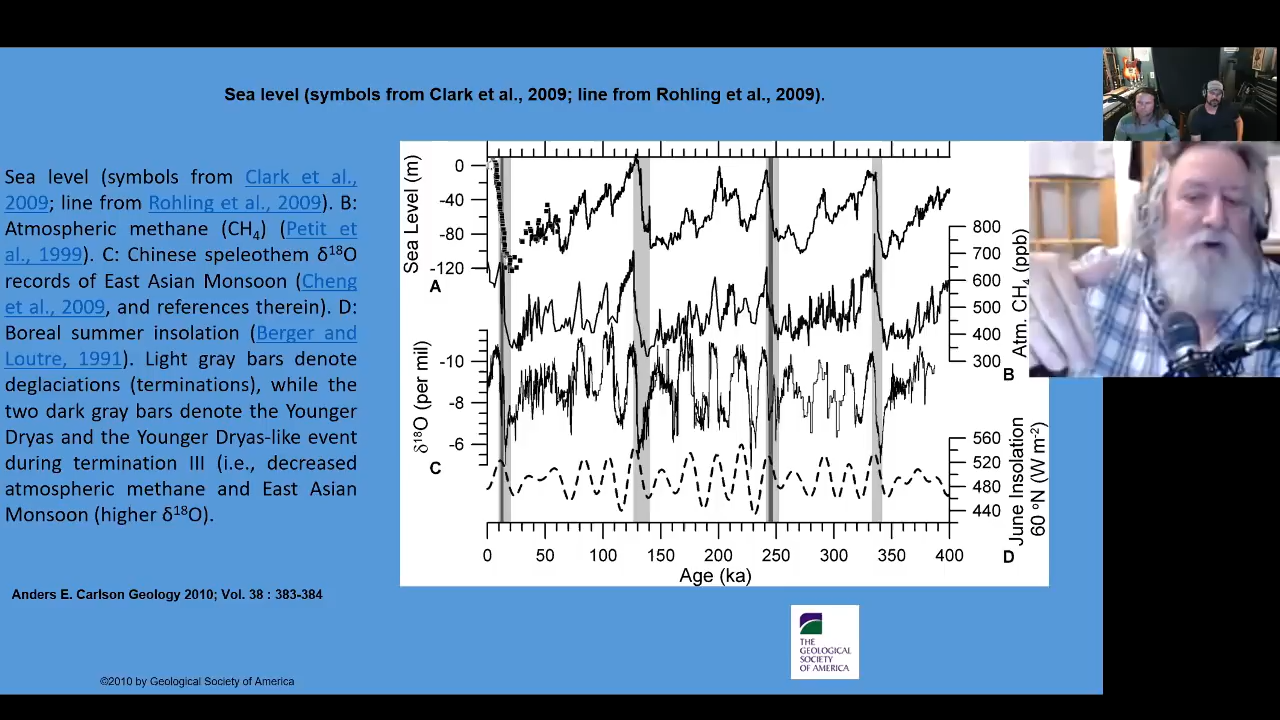 Sea level (symbols from Clark et al., 2009; line from Rohling et al., 2009).
Sea level (symbols from Clark et al.,
2009; line from Rohling et al., 2009). B:
Atmospheric methane (CH₄) (Petit et
al., 1999). C: Chinese speleothem δ¹⁸O
records of East Asian Monsoon (Cheng
et al., 2009, and references therein). D:
Boreal summer insolation (Berger and
Loutre, 1991). Light gray bars denote
deglaciations (terminations), while the
two dark gray bars denote the Younger
Dryas and the Younger Dryas-like event
during termination III (i.e., decreased
atmospheric methane and East Asian
Monsoon (higher δ¹⁸O).
Anders E. Carlson Geology 2010; Vol. 38 : 383-384
©2010 by Geological Society of America
Sea Level (m)
0
-40
-80
-120
A
800
700
600
500
400
300
Atm. CH₄ (ppb)
B
δ¹⁸O (per mil)
-10
-8
-6
C
560
520
480
440
June Insolation
60 °N (W m⁻²)
D
0 50 100 150 200 250 300 350 400
Age (ka)
THE
GEOLOGICAL
SOCIETY
OF AMERICA